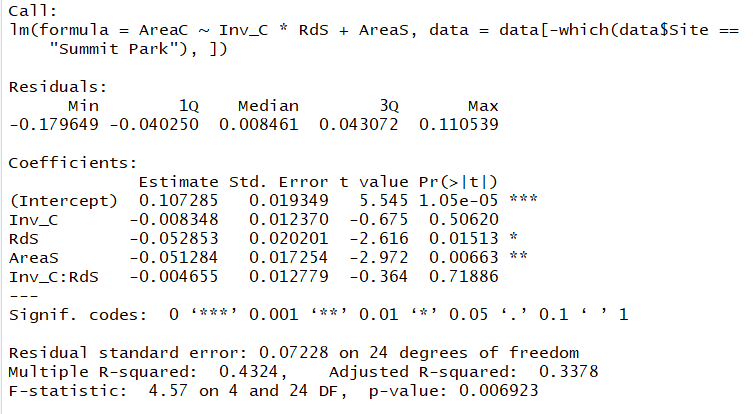 Call:
lm(formula = AreaC ~ Inv_C * RdS + AreaS, data = data[-which(data$Site ==
    "Summit Park"), ])
Residuals:
      Min        1Q    Median        3Q       Max
-0.179649 -0.040250  0.008461  0.043072  0.110539
Coefficients:
             Estimate Std. Error t value Pr(>|t|)
(Intercept)  0.107285   0.019349   5.545 1.05e-05 ***
Inv_C       -0.008348   0.012370  -0.675  0.50620
RdS         -0.052853   0.020201  -2.616  0.01513 *
AreaS       -0.051284   0.017254  -2.972  0.00663 **
Inv_C:RdS   -0.004655   0.012779  -0.364  0.71886
---
Signif. codes:  0 ‘***’ 0.001 ‘**’ 0.01 ‘*’ 0.05 ‘.’ 0.1 ‘ ’ 1
Residual standard error: 0.07228 on 24 degrees of freedom
Multiple R-squared:  0.4324,	Adjusted R-squared:  0.3378
F-statistic:  4.57 on 4 and 24 DF,  p-value: 0.006923